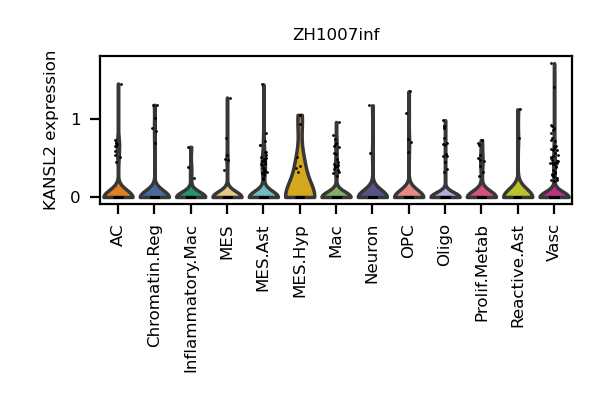 ZH1007inf
KANSL2 expression
1
0
AC
Chromatin.Reg
Inflammatory.Mac
MES
MES.Ast
MES.Hyp
Mac
Neuron
OPC
Oligo
Prolif.Metab
Reactive.Ast
Vasc